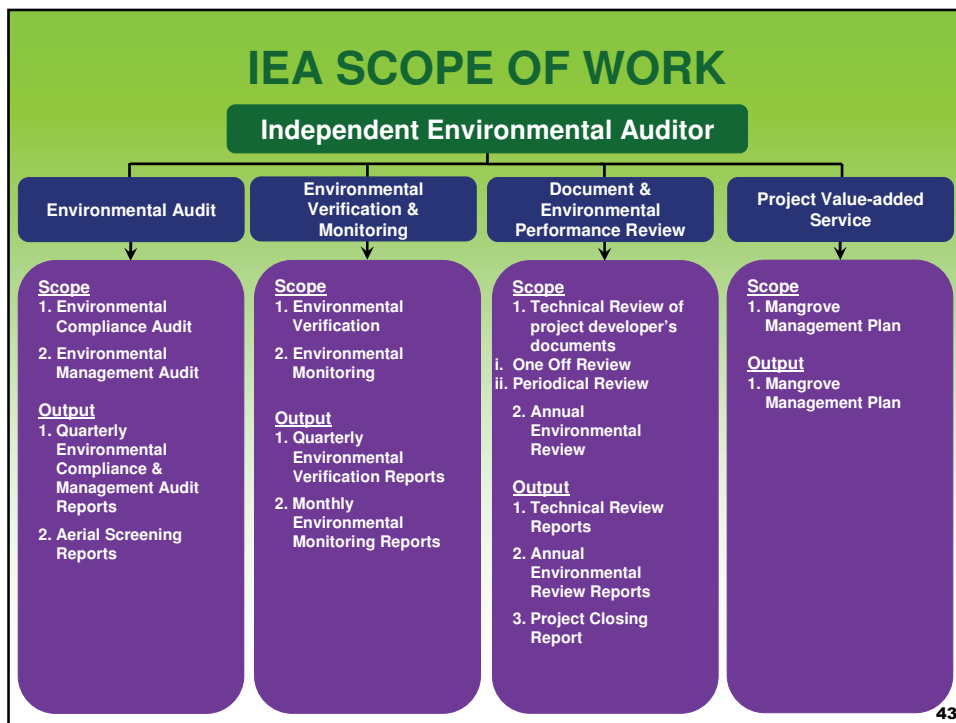 IEA SCOPE OF WORK
Independent Environmental Auditor
Environmental Audit
Environmental
Verification &
Monitoring
Document &
Environmental
Performance Review
Project Value-added
Service
Scope
1. Environmental
Compliance Audit
2. Environmental
Management Audit
Output
1. Quarterly
Environmental
Compliance &
Management Audit
Reports
2. Aerial Screening
Reports
Scope
1. Environmental
Verification
2. Environmental
Monitoring
Output
1. Quarterly
Environmental
Verification Reports
2. Monthly
Environmental
Monitoring Reports
Scope
1. Technical Review of
project developer’s
documents
i. One Off Review
ii. Periodical Review
2. Annual
Environmental
Review
Output
1. Technical Review
Reports
2. Annual
Environmental
Review Reports
3. Project Closing
Report
Scope
1. Mangrove
Management Plan
Output
1. Mangrove
Management Plan
43